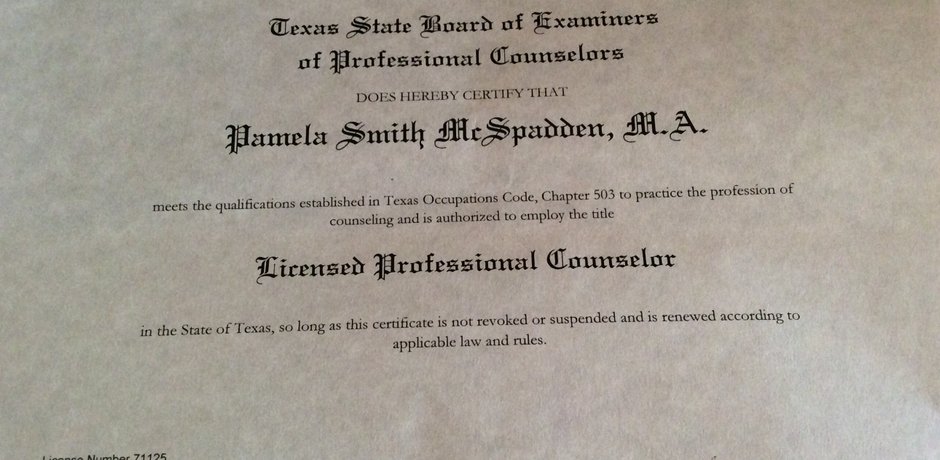 Texas State Board of Examiners
of Professional Counselors
DOES HEREBY CERTIFY THAT
Pamela Smith McSpadden, M.A.
meets the qualifications established in Texas Occupations Code, Chapter 503 to practice the profession of
counseling and is authorized to employ the title
Licensed Professional Counselor
in the State of Texas, so long as this certificate is not revoked or suspended and is renewed according to
applicable law and rules.
License Number 71125